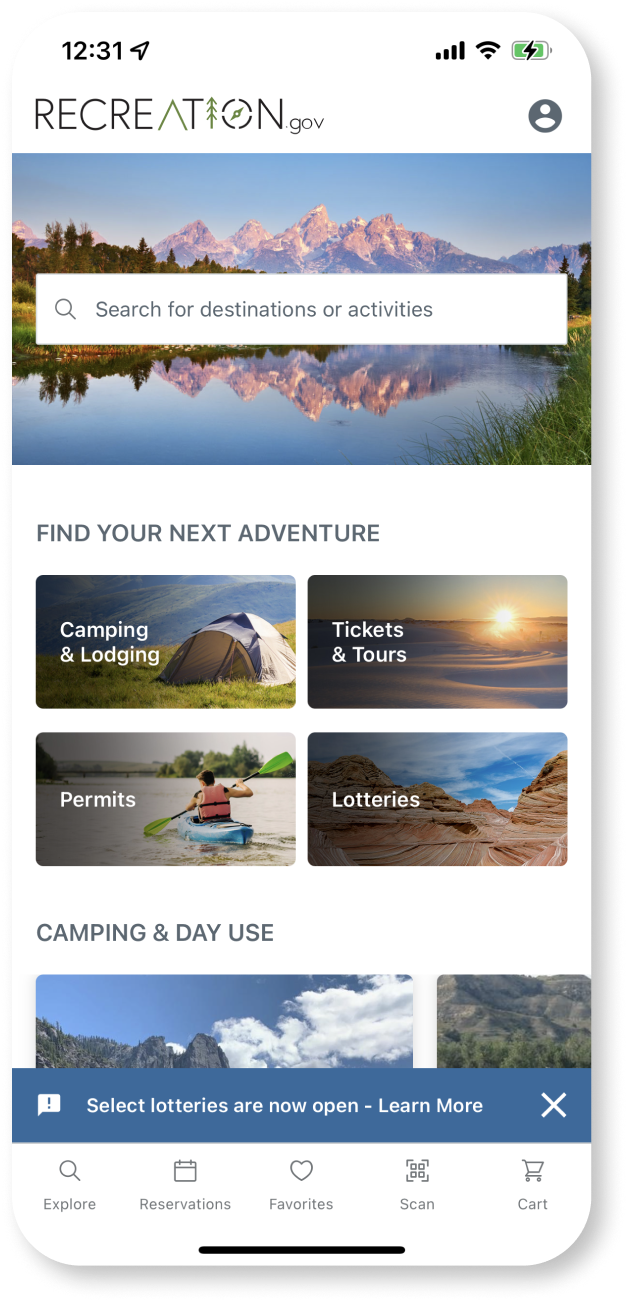 12:31
RECREATION.gov
Search for destinations or activities
FIND YOUR NEXT ADVENTURE
Camping
& Lodging
Tickets
& Tours
Permits
Lotteries
CAMPING & DAY USE
Select lotteries are now open - Learn More
Explore
Reservations
Favorites
Scan
Cart